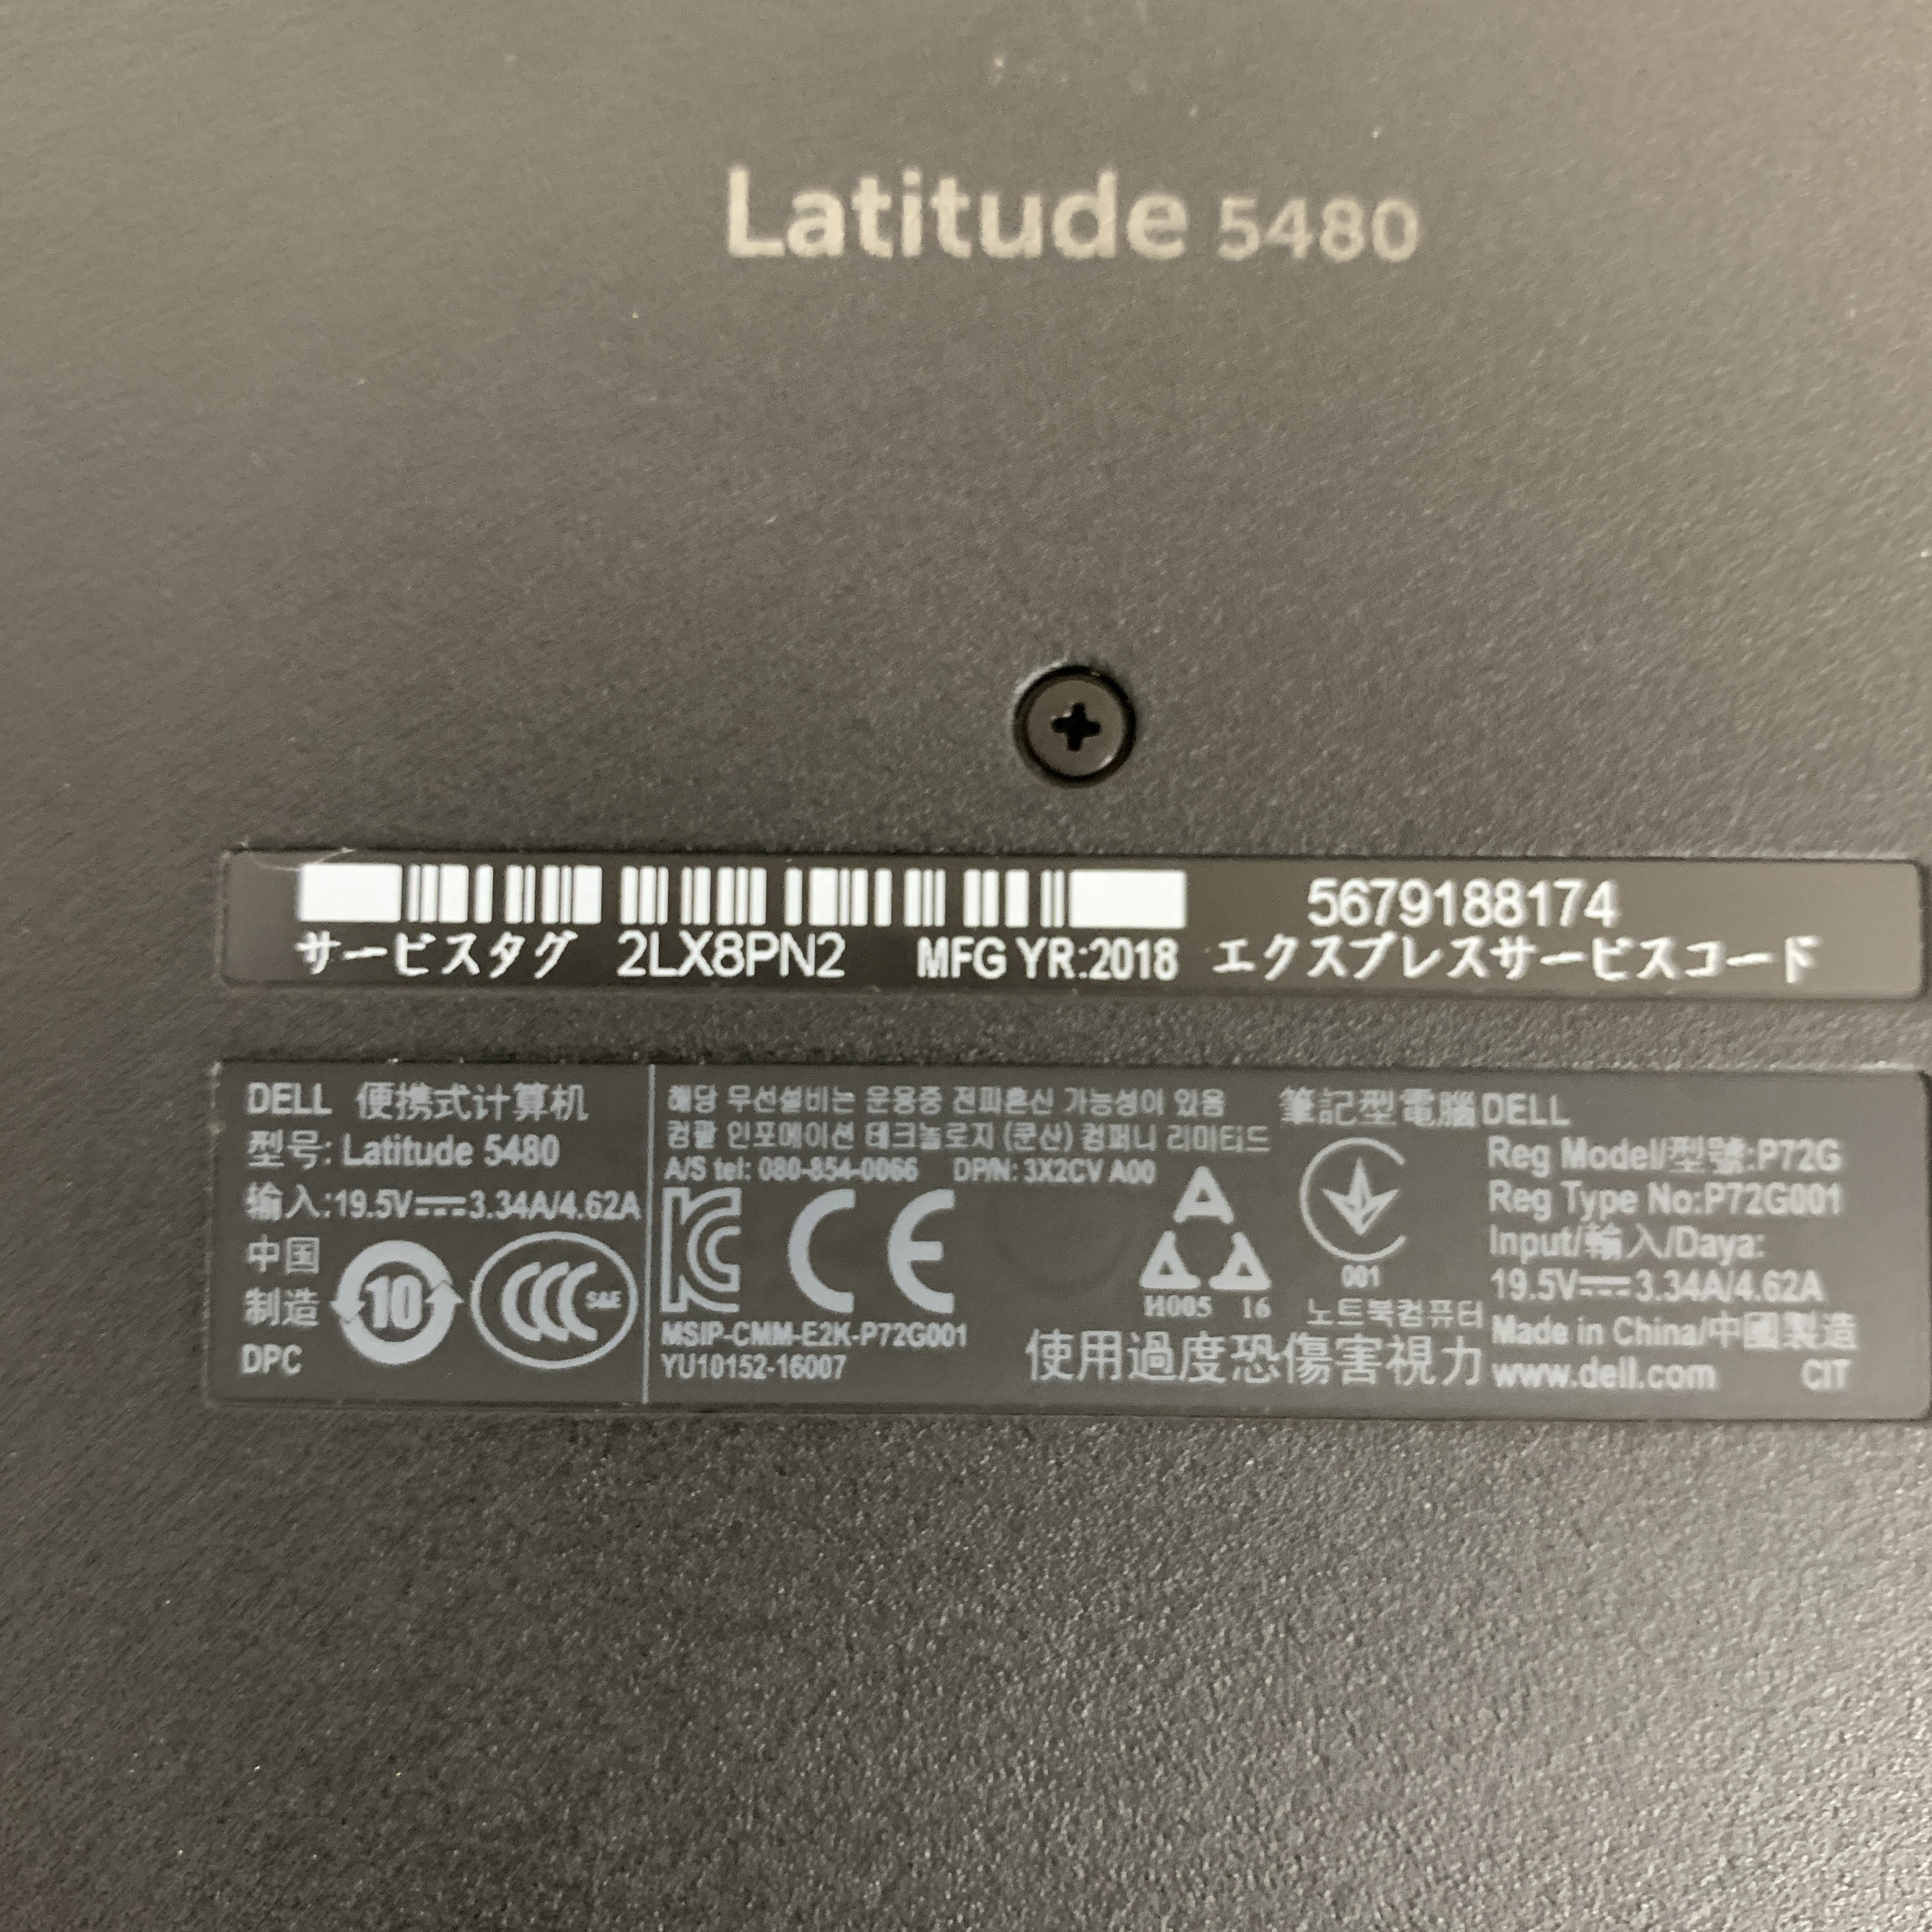 Latitude 5480
5679188174
サービスタグ 2LX8PN2 MFG YR:2018 エクスプレスサービスコード
DELL 便携式计算机
型号: Latitude 5480
输入:19.5V⎓3.34A/4.62A
中国
制造
DPC
10
CCC S&E
해당 무선설비는 운용중 전파혼신 가능성이 있음
컴팔 인포메이션 테크놀로지 (쿤산) 컴퍼니 리미티드
A/S tel: 080-854-0066 DP/N: 3X2CV A00
CE
MSIP-CMM-E2K-P72G001
YU10152-16007
A
H005 16
001
노트북컴퓨터
使用過度恐傷害視力
筆記型電腦 DELL
Reg Model/型號:P72G
Reg Type No:P72G001
Input/輸入/Daya:
19.5V⎓3.34A/4.62A
Made in China/中國製造
www.dell.com CIT